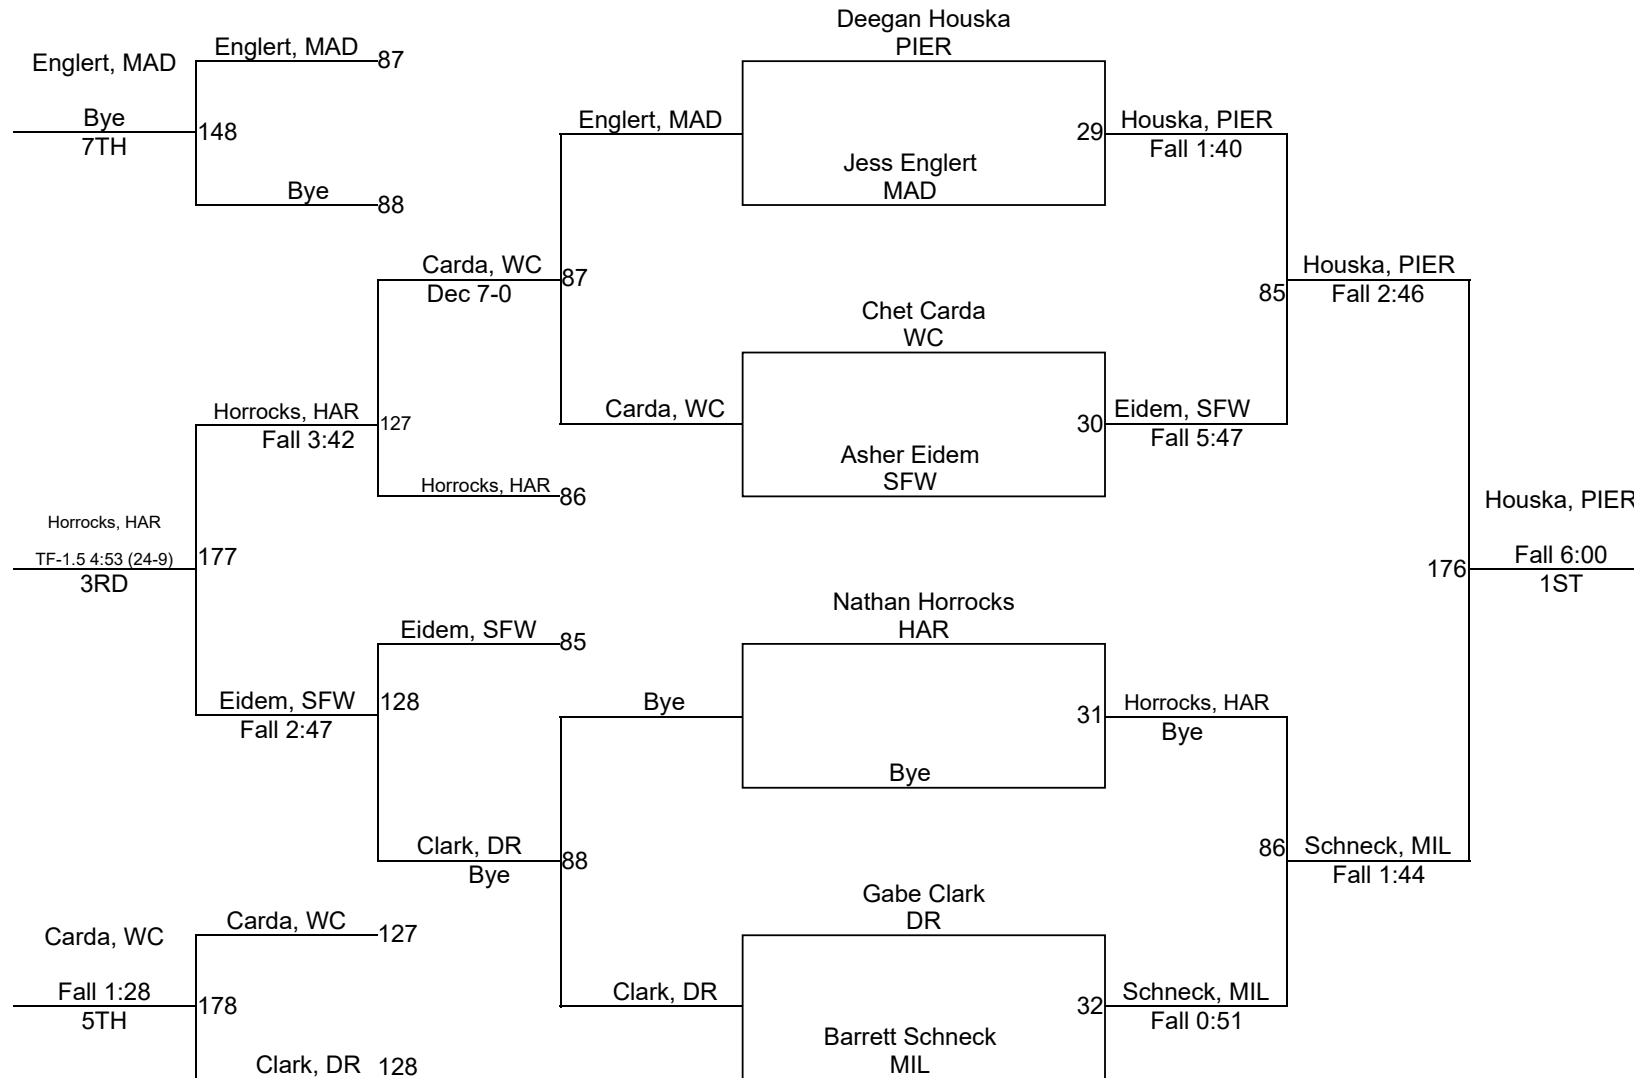 Deegan Houska
PIER
Englert, MAD
87
Englert, MAD
Bye
7TH
148
Englert, MAD
29
Houska, PIER
Fall 1:40
Jess Englert
MAD
Bye
88
Carda, WC
Dec 7-0
87
Houska, PIER
Fall 2:46
85
Chet Carda
WC
Horrocks, HAR
Fall 3:42
127
Carda, WC
30
Eidem, SFW
Fall 5:47
Asher Eidem
SFW
Horrocks, HAR
86
Houska, PIER
Horrocks, HAR
TF-1.5 4:53 (24-9)
3RD
177
176
Fall 6:00
1ST
Nathan Horrocks
HAR
Eidem, SFW
85
Eidem, SFW
Fall 2:47
128
Bye
31
Horrocks, HAR
Bye
Bye
Clark, DR
Bye
88
86
Schneck, MIL
Fall 1:44
Gabe Clark
DR
Carda, WC
127
Carda, WC
Fall 1:28
5TH
178
Clark, DR
32
Schneck, MIL
Fall 0:51
Barrett Schneck
MIL
Clark, DR
128